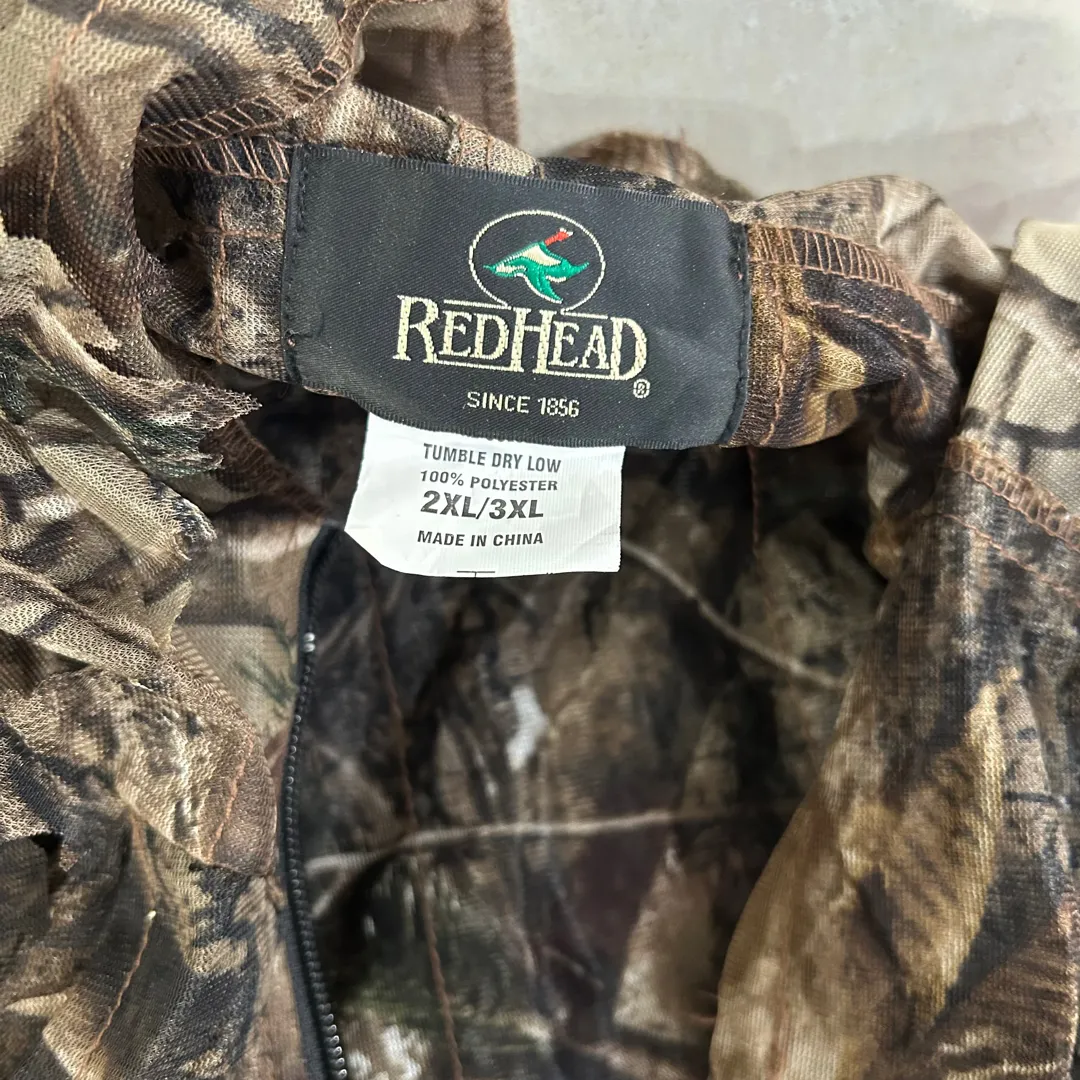 REDHEAD®
SINCE 1856
TUMBLE DRY LOW
100% POLYESTER
2XL/3XL
MADE IN CHINA